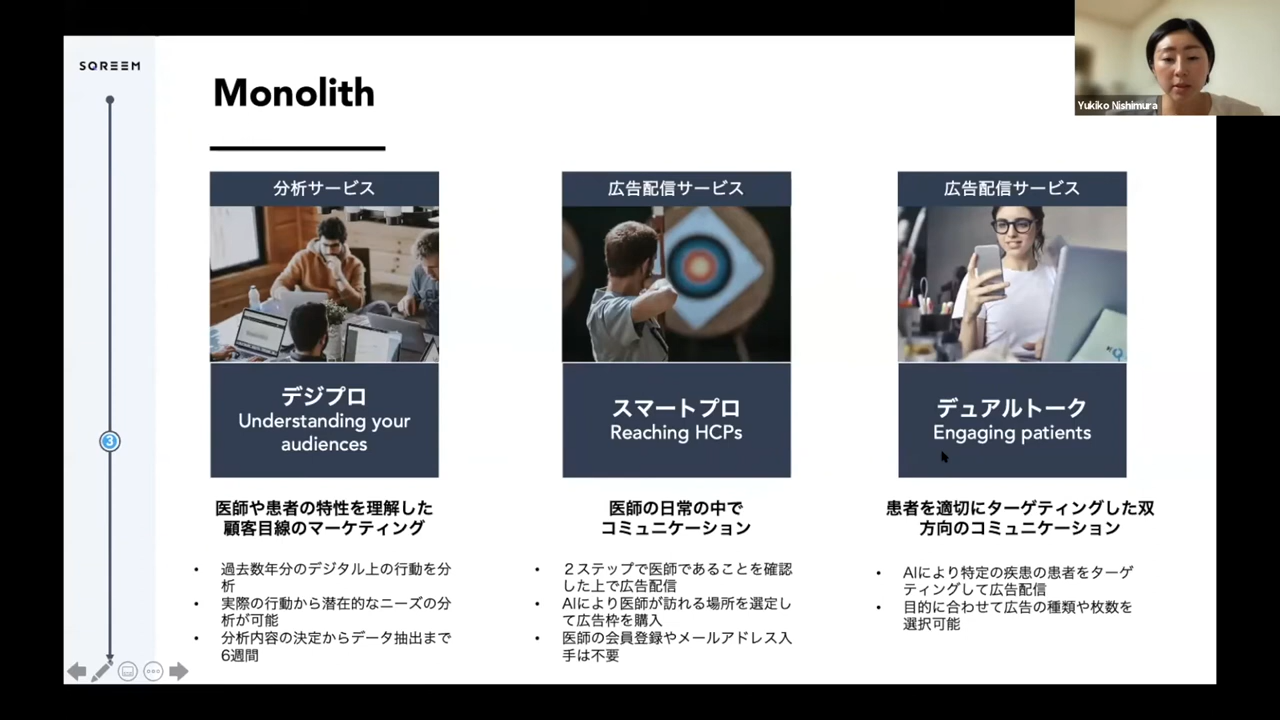 SQREEM
Monolith
Yukiko Nishimura
分析サービス
デジプロ
Understanding your
audiences
医師や患者の特性を理解した
顧客目線のマーケティング
• 過去数年分のデジタル上の行動を分
析
• 実際の行動から潜在的なニーズの分
析が可能
• 分析内容の決定からデータ抽出まで
6週間
広告配信サービス
スマートプロ
Reaching HCPs
医師の日常の中で
コミュニケーション
• ２ステップで医師であることを確認
した上で広告配信
• AIにより医師が訪れる場所を選定し
て広告枠を購入
• 医師の会員登録やメールアドレス入
手は不要
広告配信サービス
デュアルトーク
Engaging patients
患者を適切にターゲティングした双
方向のコミュニケーション
• AIにより特定の疾患の患者をターゲ
ティングして広告配信
• 目的に合わせて広告の種類や枚数を
選択可能
3